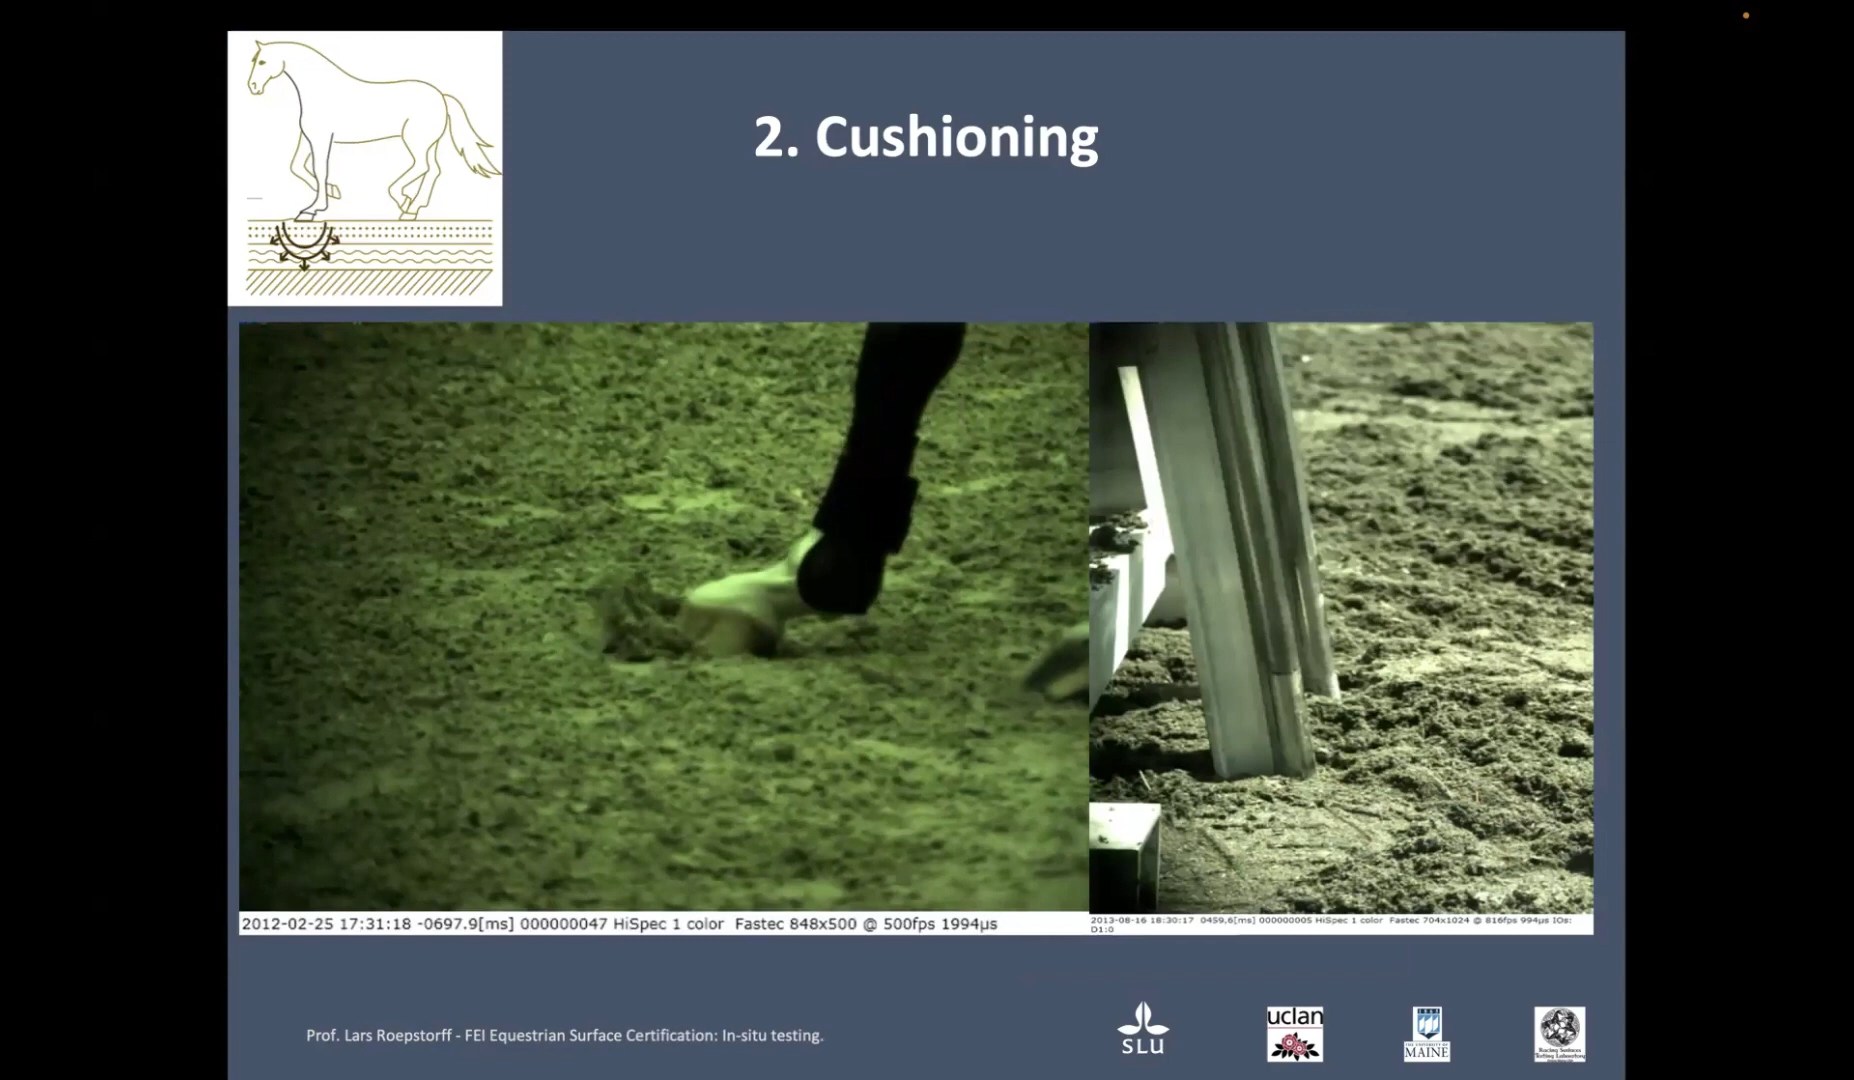 2. Cushioning
2012-02-25 17:31:18 -0697.9[ms] 000000047 HiSpec 1 color Fastec 848x500 @ 500fps 1994µs
2013-08-16 18:30:17 0459,6[ms] 000000005 HiSpec 1 color Fastec 704x1024 @ 816fps 994µs IOs:
D1:0
Prof. Lars Roepstorff - FEI Equestrian Surface Certification: In-situ testing.
SLU
uclan
1865
THE UNIVERSITY OF
MAINE
Racing Surfaces
Testing Laboratory